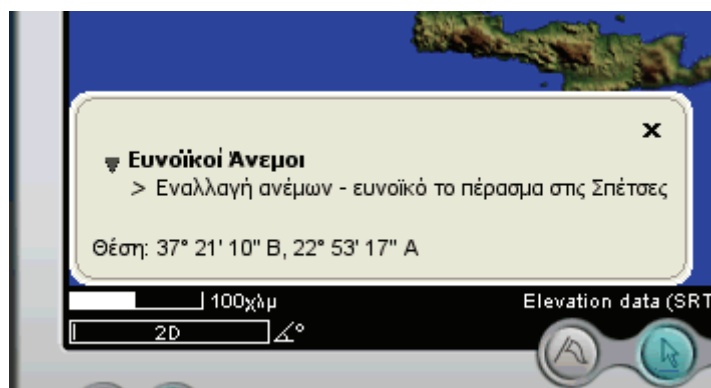 x
Ευνοϊκοί Άνεμοι
> Εναλλαγή ανέμων - ευνοϊκό το πέρασμα στις Σπέτσες
Θέση: 37° 21' 10" Β, 22° 53' 17" Α
100χλμ
Elevation data (SRT
2D
∠°